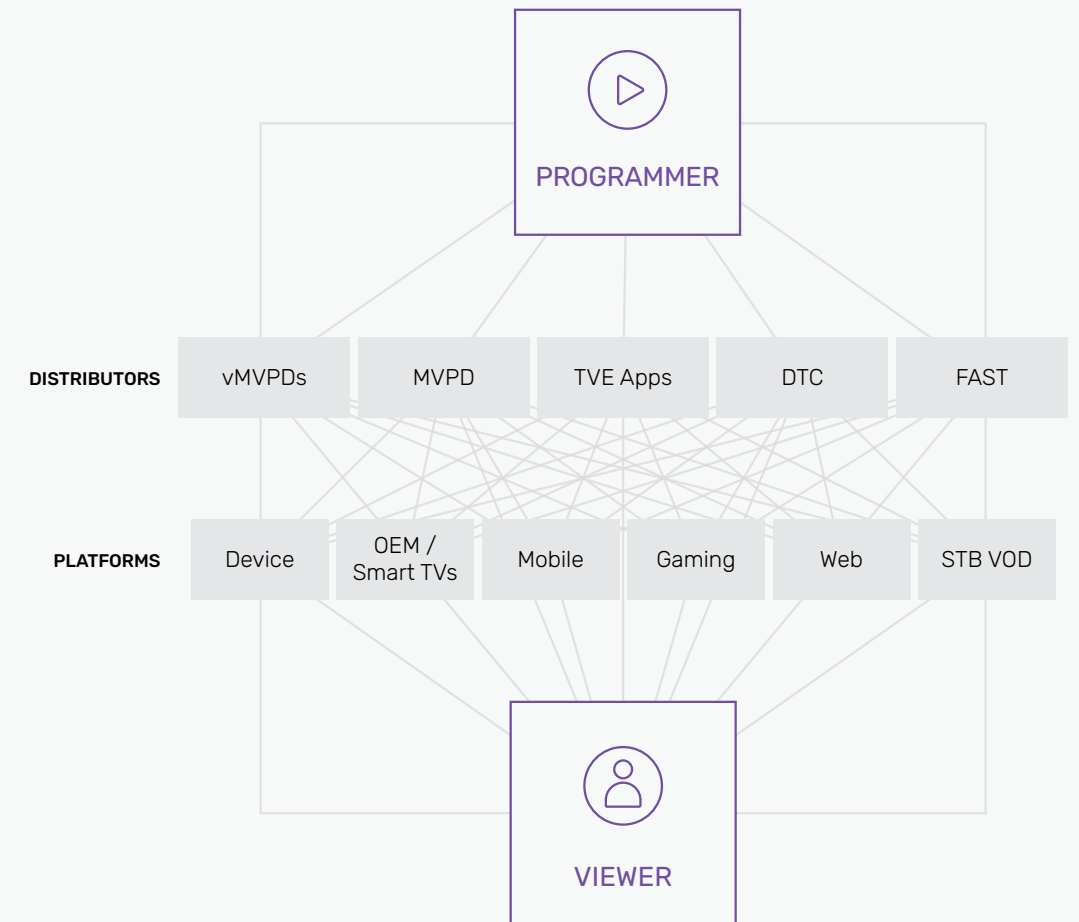 PROGRAMMER
DISTRIBUTORS
vMVPDs
MVPD
TVE Apps
DTC
FAST
PLATFORMS
Device
OEM /
Smart TVs
Mobile
Gaming
Web
STB VOD
VIEWER